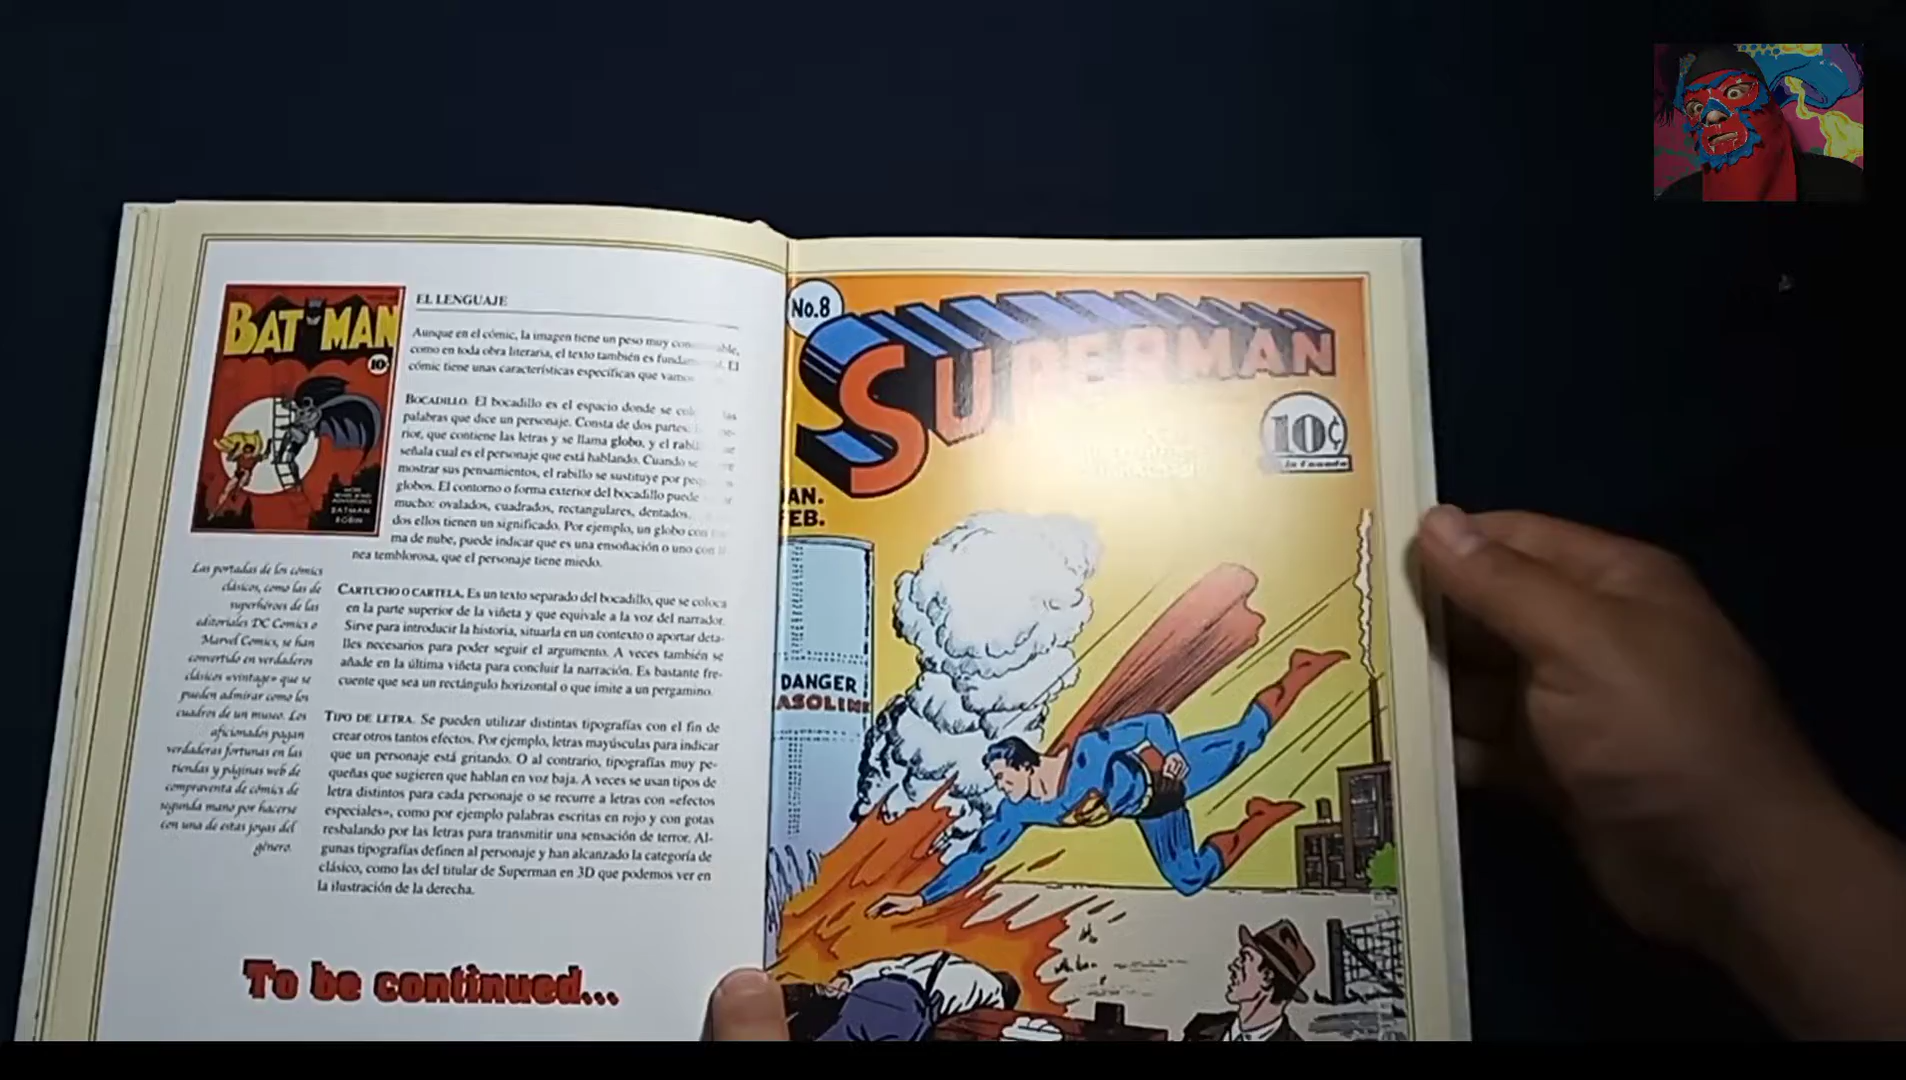 BATMAN
10¢
BATMAN
ROBIN
EL LENGUAJE
Aunque en el cómic, la imagen tiene un peso muy
como en toda obra literaria, el texto también es El
cómic tiene unas características específicas que vamos
BOCADILLO. El bocadillo es el espacio donde se las
palabras que dice un personaje. Consta de dos partes:
rior, que contiene las letras y se llama globo, y el
señala cual es el personaje que está hablando. Cuando se
mostrar sus pensamientos, el rabillo se sustituye por
globos. El contorno o forma exterior del bocadillo puede
mucho: ovalados, cuadrados, rectangulares, dentados.
dos ellos tienen un significado. Por ejemplo, un globo con
ma de nube, puede indicar que es una ensoñación o uno con
nea temblorosa, que el personaje tiene miedo.
CARTUCHO O CARTELA. Es un texto separado del bocadillo, que se coloca
en la parte superior de la viñeta y que equivale a la voz del narrador.
Sirve para introducir la historia, situarla en un contexto o aportar deta-
lles necesarios para poder seguir el argumento. A veces también se
añade en la última viñeta para concluir la narración. Es bastante fre-
cuente que sea un rectángulo horizontal o que imite a un pergamino.
TIPO DE LETRA. Se pueden utilizar distintas tipografías con el fin de
crear otros tantos efectos. Por ejemplo, letras mayúsculas para indicar
que un personaje está gritando. O al contrario, tipografías muy pe-
queñas que sugieren que hablan en voz baja. A veces se usan tipos de
letra distintos para cada personaje o se recurre a letras con «efectos
especiales», como por ejemplo palabras escritas en rojo y con gotas
resbalando por las letras para transmitir una sensación de terror. Al-
gunas tipografías definen al personaje y han alcanzado la categoría de
clásico, como las del titular de Superman en 3D que podemos ver en
la ilustración de la derecha.
Las portadas de los cómics
clásicos, como las de
superhéroes de las
editoriales DC Comics o
Marvel Comics, se han
convertido en verdaderos
clásicos «vintage» que se
pueden admirar como los
cuadros de un museo. Los
aficionados pagan
verdaderas fortunas en las
tiendas y páginas web de
compraventa de cómics de
segunda mano por hacerse
con una de estas joyas del
género.
To be continued...
No.8
SUPERMAN
10¢
In Canada
AN.
FEB.
DANGER
ASOLINE